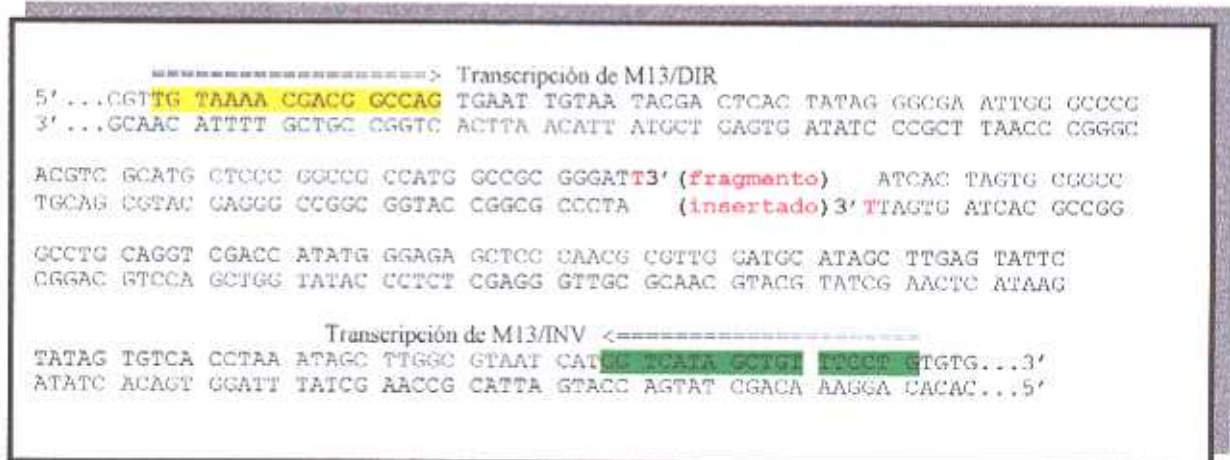 ====================> Transcripción de M13/DIR
5'...CGTTG TAAAA CGACG GCCAG TGAAT TGTAA TACGA CTCAC TATAG GGCGA ATTGG GCCCG
3'...GCAAC ATTTT GCTGC CGGTC ACTTA ACATT ATGCT GAGTG ATATC CCGCT TAACC CGGGC
ACGTC GCATG CTCCC GGCCG CCATG GCCGC GGGATT3' (fragmento) ATCAC TAGTG CGGCC
TGCAG CGTAC GAGGG CCGGC GGTAC CGGCG CCCTA (insertado) 3' TTAGTG ATCAC GCCGG
GCCTG CAGGT CGACC ATATG GGAGA GCTCC CAACG CGTTG GATGC ATAGC TTGAG TATTC
CGGAC GTCCA GCTGG TATAC CCTCT CGAGG GTTGC GCAAC GTACG TATCG AACTC ATAAG
Transcripción de M13/INV <=====================
TATAG TGTCA CCTAA ATAGC TTGGC GTAAT CATGG TCATA GCTGT TTCCT GTGTG...3'
ATATC ACAGT GGATT TATCG AACCG CATTA GTACC AGTAT CGACA AAGGA CACAC...5'